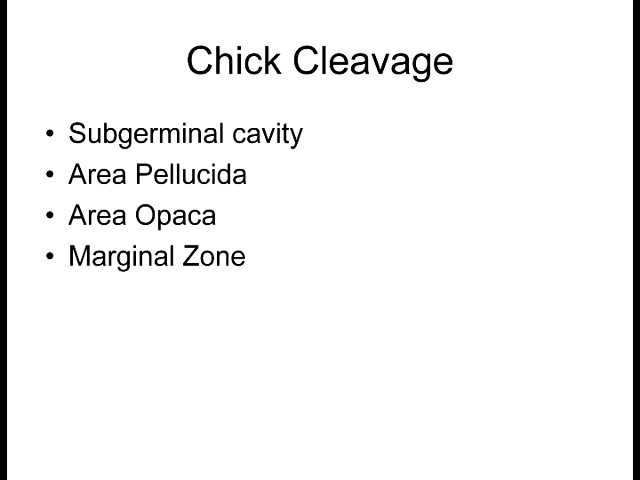 Chick Cleavage
• Subgerminal cavity
• Area Pellucida
• Area Opaca
• Marginal Zone